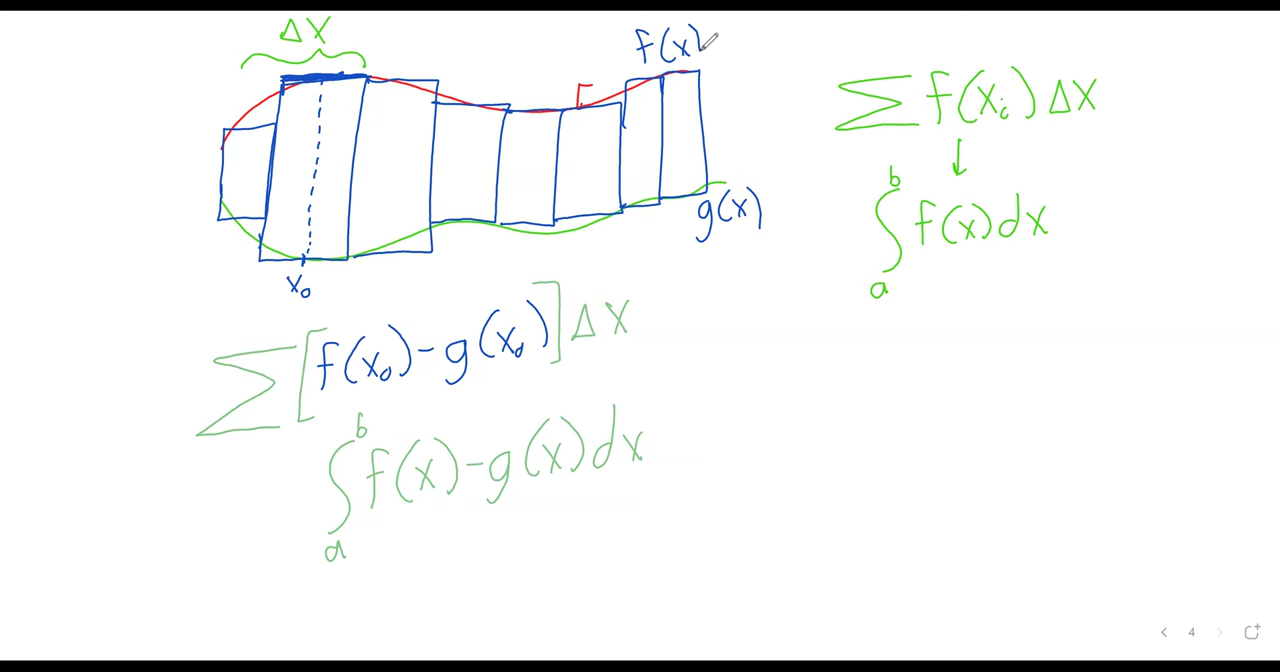 ΔX
f(x)
g(x)
x₀
∑[f(x₀)-g(x₀)]ΔX
∫ₐᵇ f(x)-g(x)dx
∑f(xᵢ)ΔX
↓
∫ₐᵇ f(x)dx
4